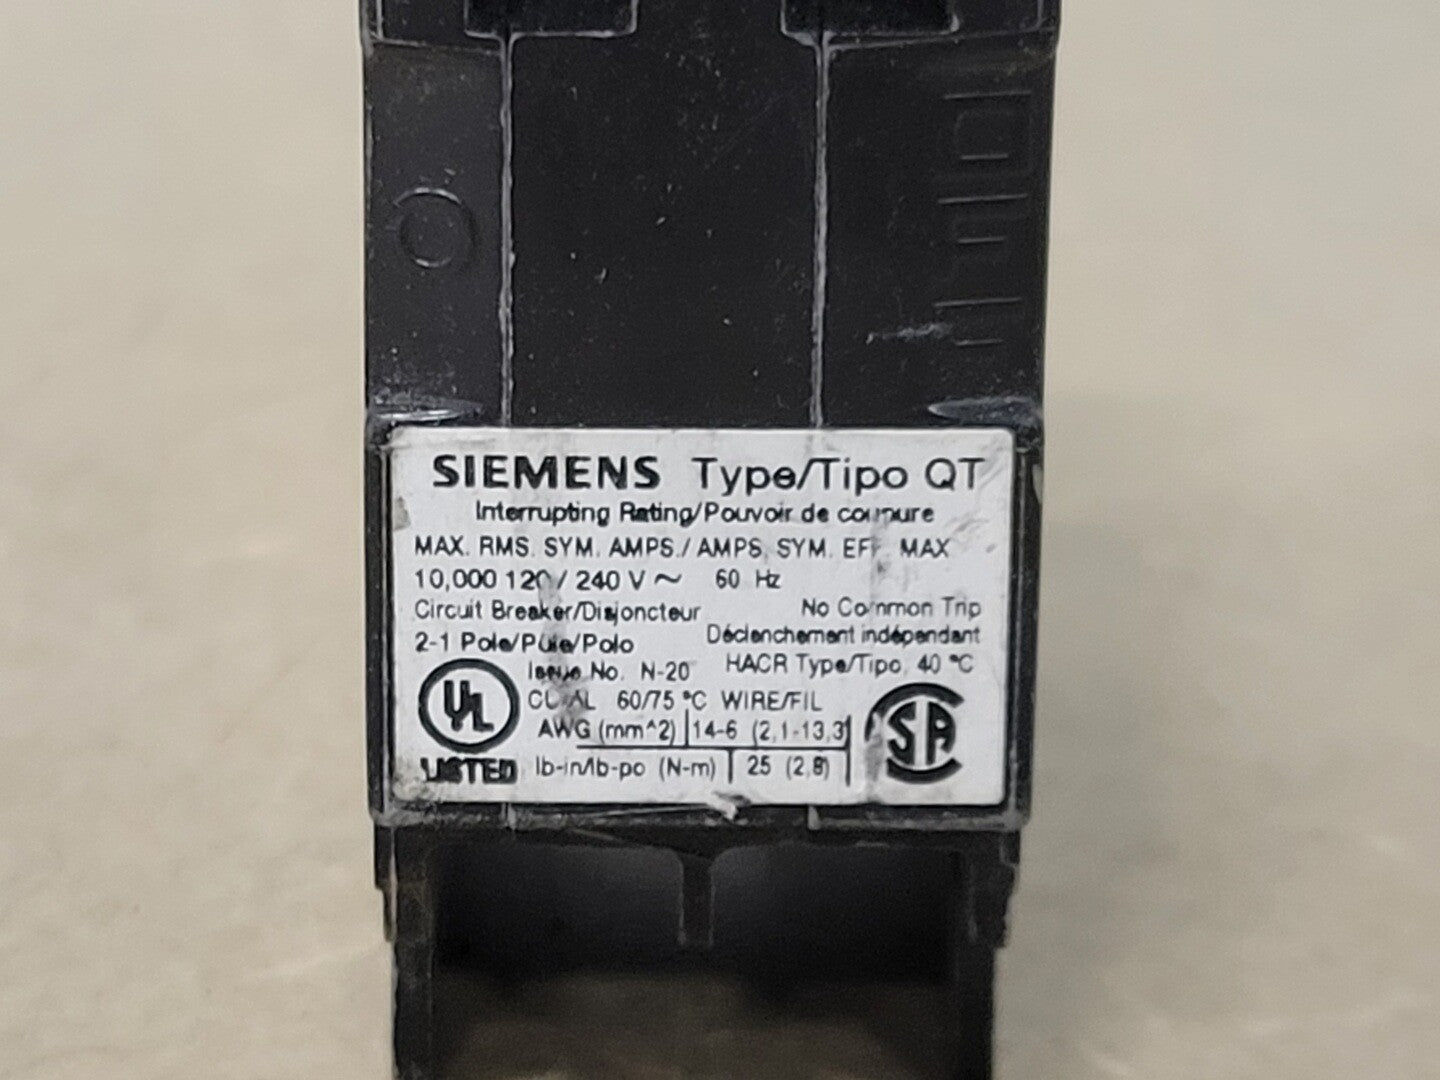 SIEMENS Type/Tipo QT
Interrupting Rating/Pouvoir de coupure
MAX. RMS. SYM. AMPS./ AMPS. SYM. EFF. MAX
10,000 120/ 240 V ~ 60 Hz
Circuit Breaker/Disjoncteur
No Common Trip
2-1 Pole/Pole/Polo
Déclenchement indépendant
Issue No. N-20
HACR Type/Tipo, 40 °C
CU/AL 60/75 °C WIRE/FIL
AWG (mm^2) 14-6 (2,1-13,3)
lb-in/lb-po (N-m) 25 (2,8)
UL
LISTED
SA